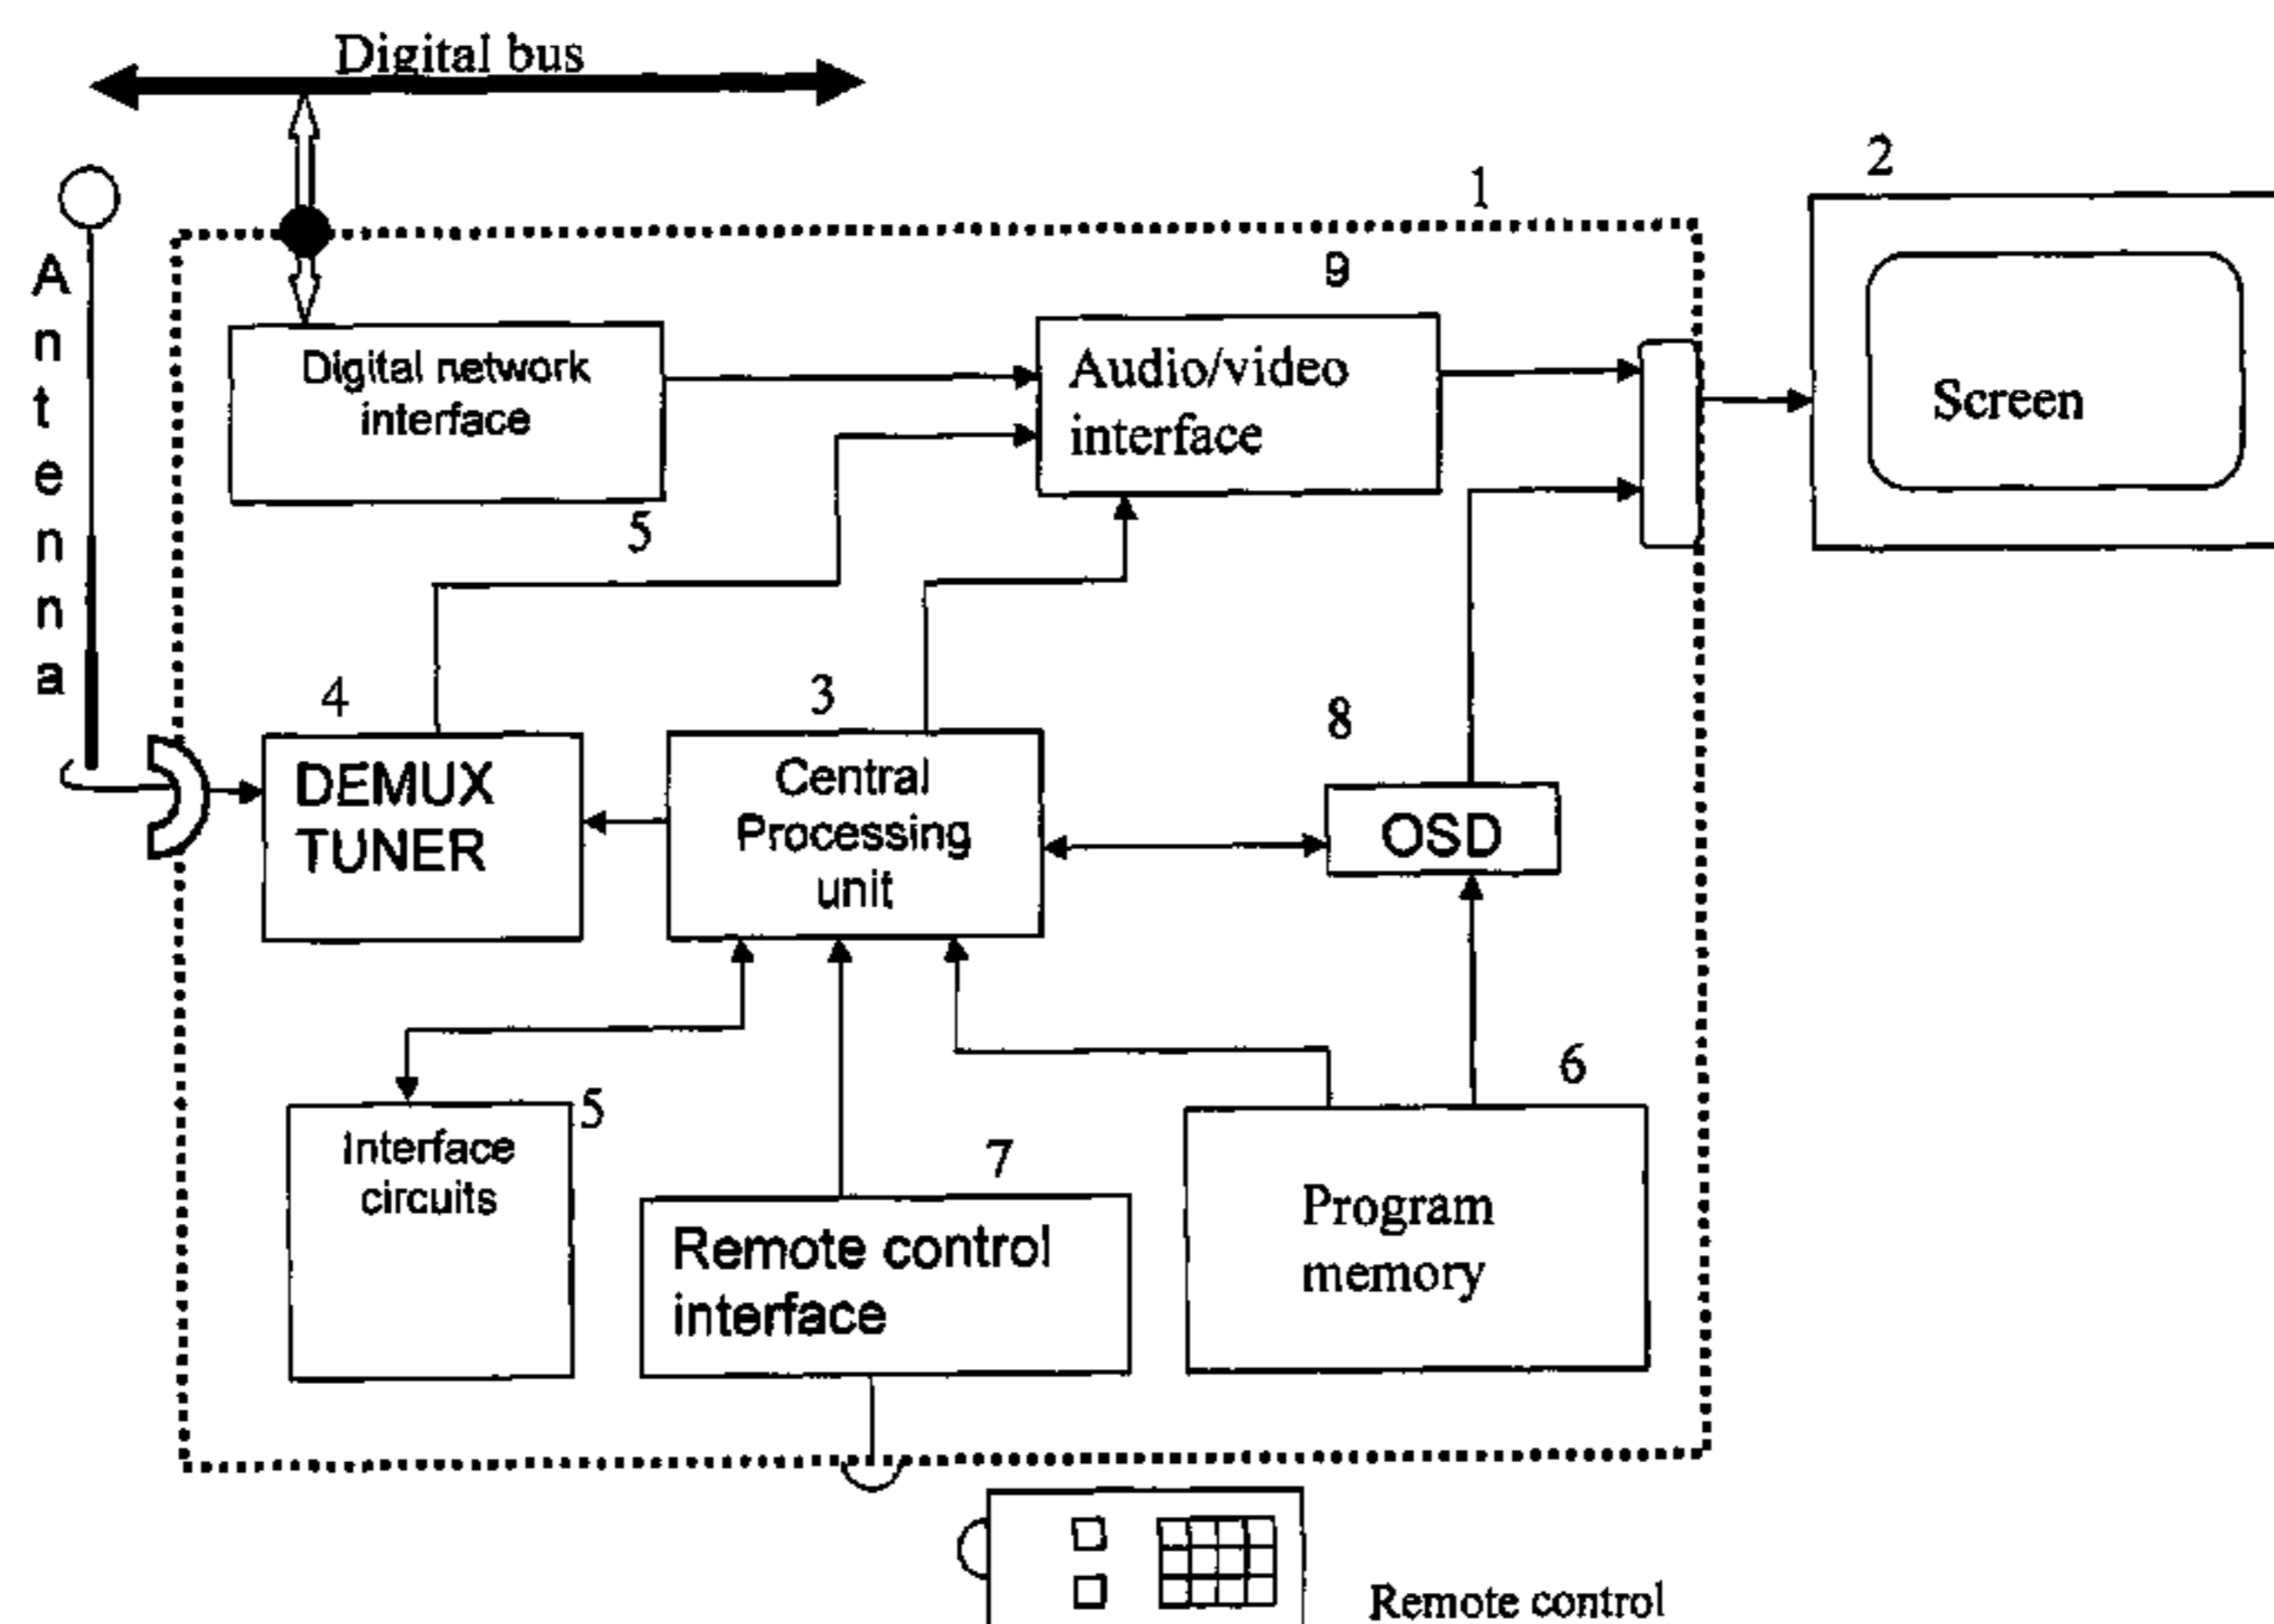 Digital bus
Antenna
1
2
9
Digital network
interface
5
Audio/video
interface
Screen
4
3
8
DEMUX
TUNER
Central
Processing
unit
OSD
5
6
7
Interface
circuits
Remote control
interface
Program
memory
Remote control